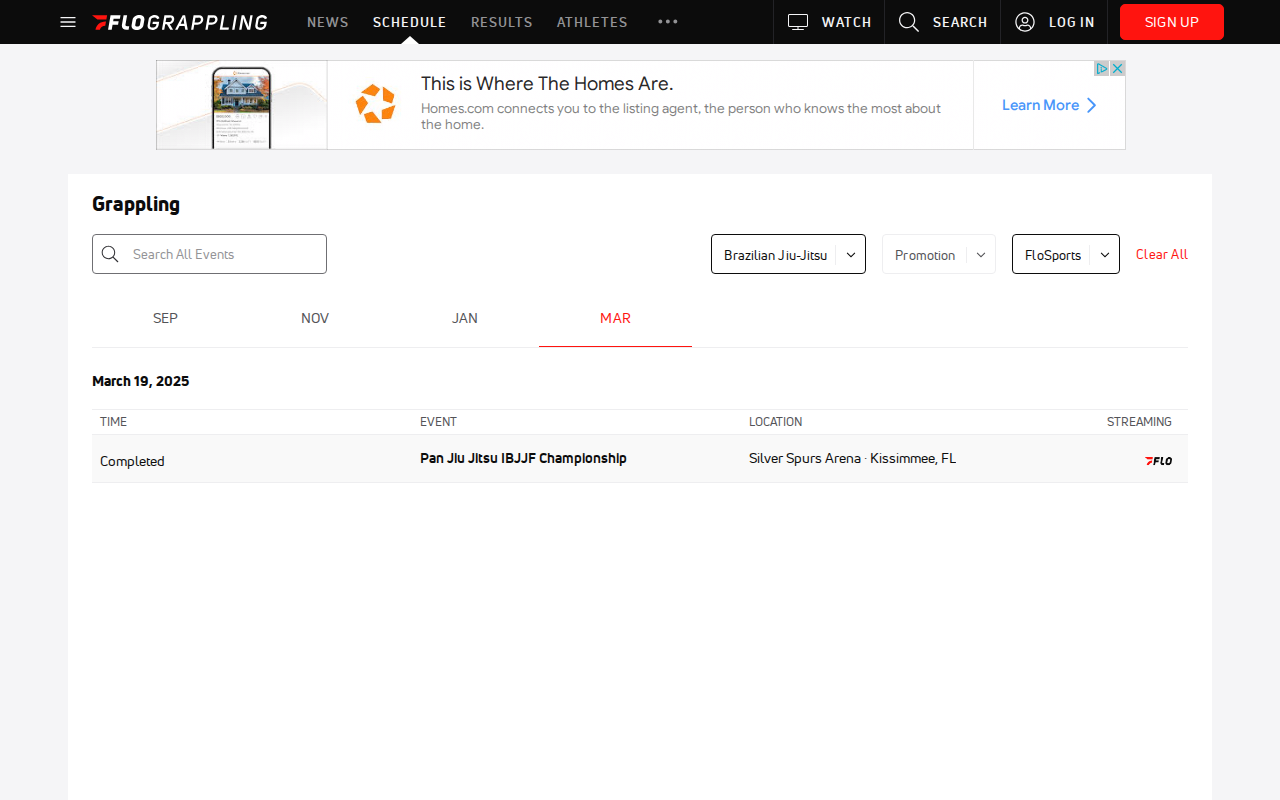 FLOGRAPPLING NEWS SCHEDULE RESULTS ATHLETES WATCH SEARCH LOG IN SIGN UP
This is Where The Homes Are.
Homes.com connects you to the listing agent, the person who knows the most about
the home.
Learn More
Grappling
Search All Events Brazilian Jiu-Jitsu Promotion FloSports Clear All
SEP NOV JAN MAR
March 19, 2025
TIME EVENT LOCATION STREAMING
Completed Pan Jiu Jitsu IBJJF Championship Silver Spurs Arena · Kissimmee, FL FLO